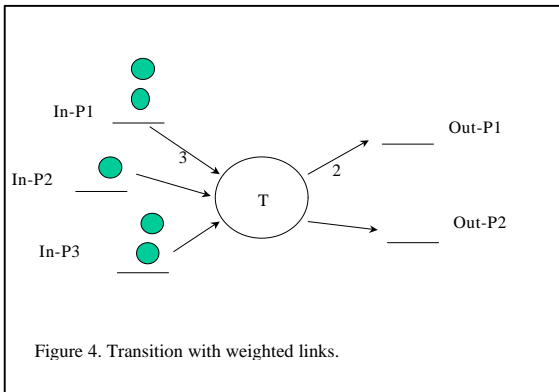 In-P1
3
Out-P1
2
In-P2
T
In-P3
Out-P2
Figure 4. Transition with weighted links.